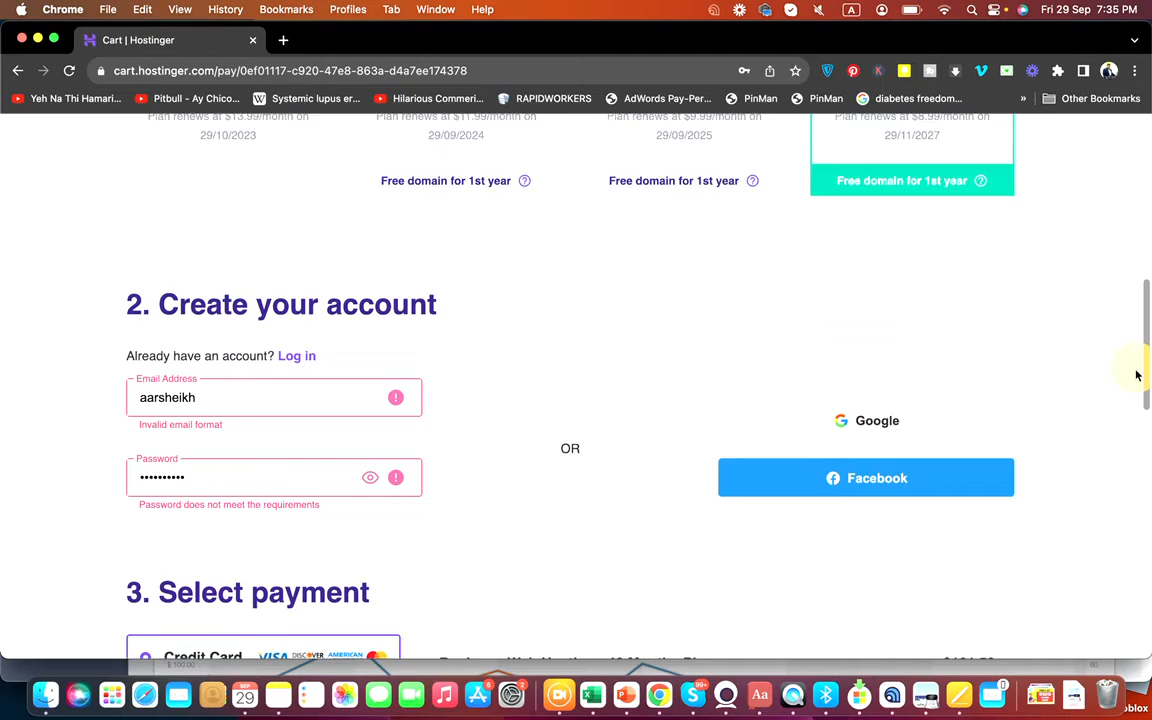 Chrome File Edit View History Bookmarks Profiles Tab Window Help A Fri 29 Sep 7:35 PM
Cart | Hostinger
cart.hostinger.com/pay/0ef01117-c920-47e8-863a-d4a7ee174378
Yeh Na Thi Hamari... Pitbull - Ay Chico... Systemic lupus er... Hilarious Commeri... RAPIDWORKERS AdWords Pay-Per... PinMan PinMan diabetes freedom... » Other Bookmarks
Plan renews at $13.99/month on Plan renews at $11.99/month on Plan renews at $9.99/month on Plan renews at $8.99/month on
29/10/2023 29/09/2024 29/09/2025 29/11/2027
Free domain for 1st year Free domain for 1st year Free domain for 1st year
2. Create your account
Already have an account? Log in
Email Address
aarsheikh
Invalid email format
Google
OR
Password
••••••••••
Facebook
Password does not meet the requirements
3. Select payment
Credit Card VISA DISCOVER AMERICAN
$ 100.00